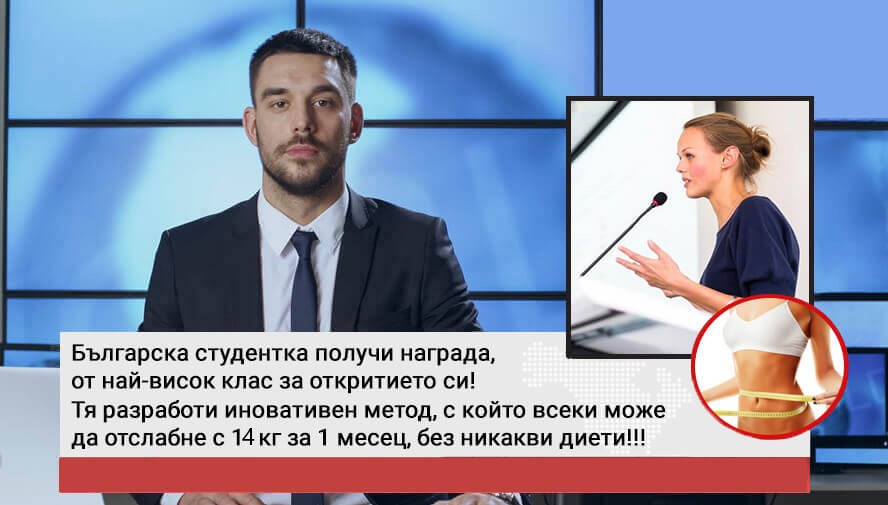 Българска студентка получи награда,
от най-висок клас за откритието си!
Тя разработи иновативен метод, с който всеки може
да отслабне с 14 кг за 1 месец, без никакви диети!!!